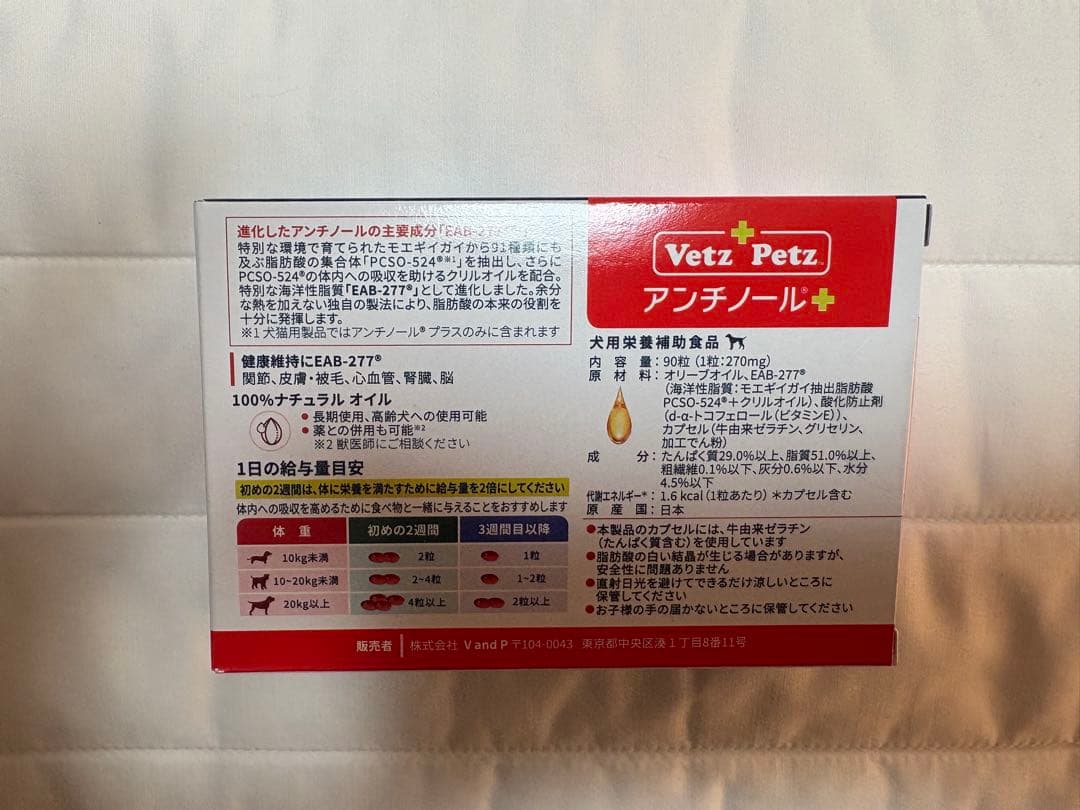 進化したアンチノールの主要成分「EAB-277
特別な環境で育てられたモエギイガイから91種類にも
及ぶ脂肪酸の集合体「PCSO-524®※1」を抽出し、さらに
PCSO-524®の体内への吸収を助けるクリルオイルを配合。
特別な海洋性脂質「EAB-277®」として進化しました。余分
な熱を加えない独自の製法により、脂肪酸の本来の役割を
十分に発揮します。
※1 犬猫用製品ではアンチノール® プラスのみに含まれます
健康維持にEAB-277®
関節、皮膚・被毛、心血管、腎臓、脳
100%ナチュラル オイル
● 長期使用、高齢犬への使用可能
● 薬との併用も可能※2
※2 獣医師にご相談ください
1日の給与量目安
初めの2週間は、体に栄養を満たすために給与量を2倍にしてください
体内への吸収を高めるために食べ物と一緒に与えることをおすすめします
体 重 初めの2週間 3週間目以降
10kg未満 2粒 1粒
10~20kg未満 2~4粒 1~2粒
20kg以上 4粒以上 2粒以上
Vetz Petz™
アンチノール®+
犬用栄養補助食品
内 容 量：90粒（1粒：270mg）
原 材 料：オリーブオイル、EAB-277®
（海洋性脂質：モエギイガイ抽出脂肪酸
PCSO-524®＋クリルオイル）、酸化防止剤
（d-α-トコフェロール（ビタミンE））、
カプセル（牛由来ゼラチン、グリセリン、
加工でん粉）
成 分：たんぱく質29.0%以上、脂質51.0%以上、
粗繊維0.1%以下、灰分0.6%以下、水分
4.5%以下
代謝エネルギー*：1.6 kcal（1粒あたり）＊カプセル含む
原 産 国：日本
●本製品のカプセルには、牛由来ゼラチン
（たんぱく質含む）を使用しています
●脂肪酸の白い結晶が生じる場合がありますが、
安全性に問題ありません
●直射日光を避けてできるだけ涼しいところに
保管してください
●お子様の手の届かないところに保管してください
販売者 株式会社 V and P 〒104-0043 東京都中央区湊1丁目8番11号